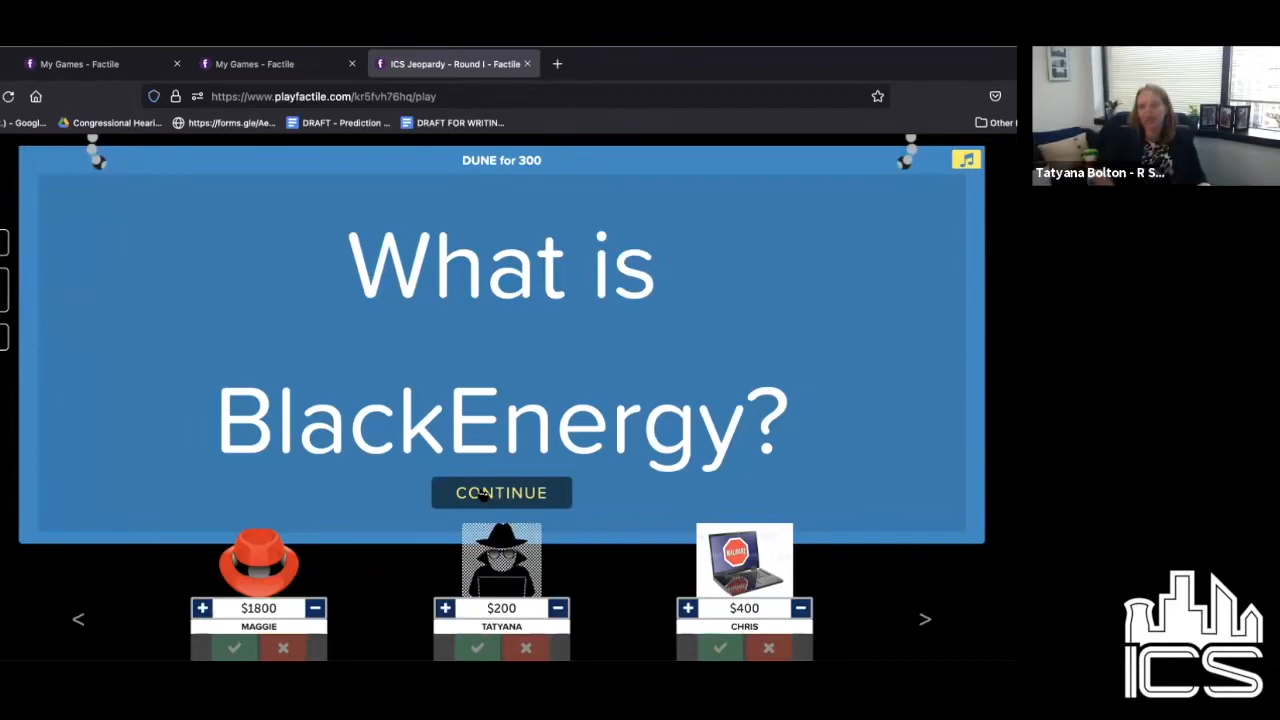 My Games - Factile
My Games - Factile
ICS Jeopardy - Round I - Factile
https://www.playfactile.com/kr5fvh76hq/play
.) - Googl...
Congressional Heari...
https://forms.gle/Ae...
DRAFT - Prediction ...
DRAFT FOR WRITIN...
Other
DUNE for 300
Tatyana Bolton - R S...
What is
BlackEnergy?
CONTINUE
MALWARE
$1800
$200
$400
MAGGIE
TATYANA
CHRIS
ICS